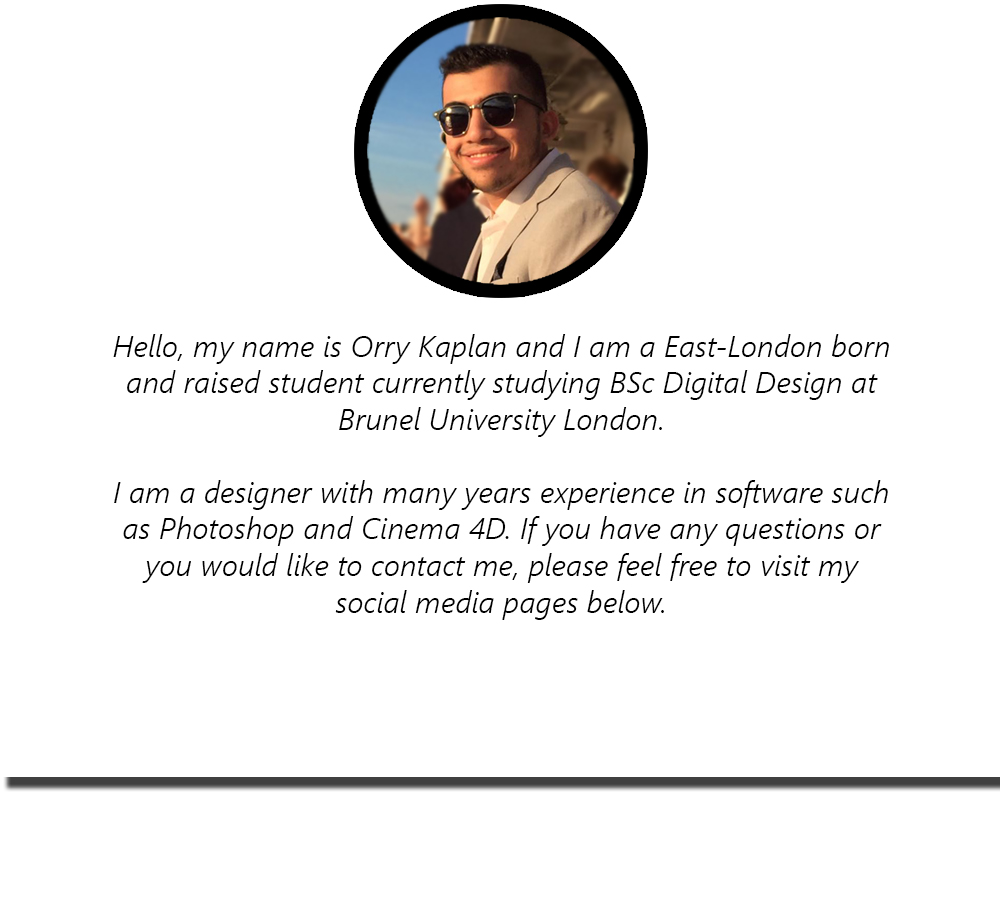 Hello, my name is Orry Kaplan and I am a East-London born
and raised student currently studying BSc Digital Design at
Brunel University London.
I am a designer with many years experience in software such
as Photoshop and Cinema 4D. If you have any questions or
you would like to contact me, please feel free to visit my
social media pages below.